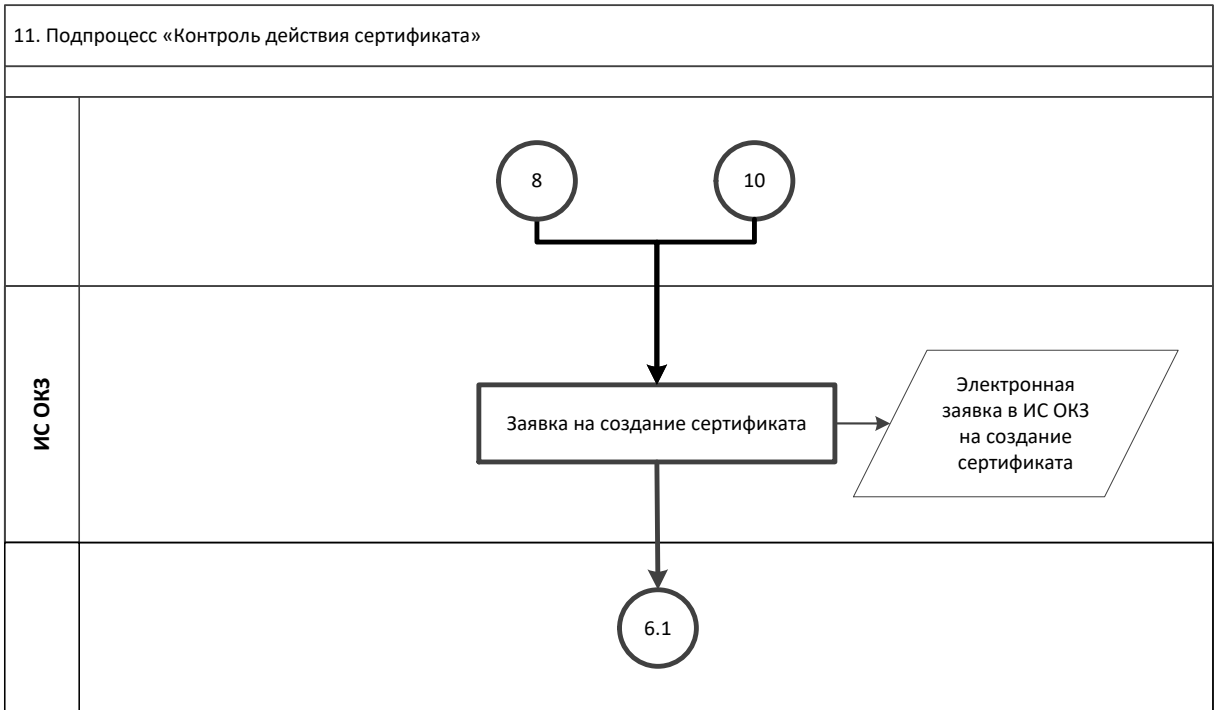 11. Подпроцесс «Контроль действия сертификата»
8
10
ИС ОКЗ
Заявка на создание сертификата
Электронная
заявка в ИС ОКЗ
на создание
сертификата
6.1